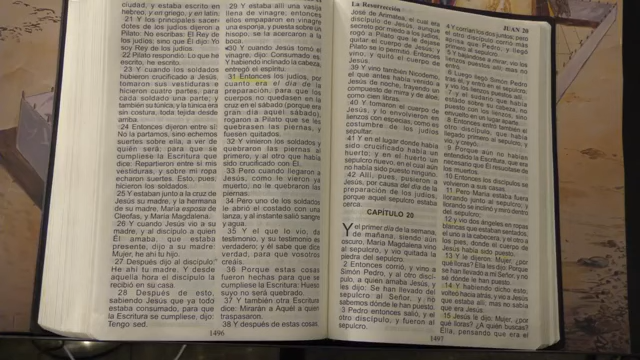 ciudad, y estaba escrito en
hebreo, y en griego, y en latín;
21 Y los principales sacer
dotes de los judíos dijeron a
Pilato: No escribas: El Rey de
los judíos, sino que Él dijo: Yo
soy Rey de los judíos.
22 Pilato respondió: Lo que he
escrito, he escrito.
23 Y cuando los soldados
hubieron crucificado a Jesús,
tomaron sus vestiduras e
hicieron cuatro partes, para
cada soldado una parte; y
también su túnica, y la túnica era
sin costura, toda tejida desde
arriba.
24 Entonces dijeron entre sí:
No la partamos, sino echemos
suertes sobre ella, a ver de
quién será; para que se
cumpliese la Escritura que
dice: Repartieron entre sí mis
vestiduras, y sobre mi ropa
echaron suertes. Esto, pues,
hicieron los soldados.
25 Y estaban junto a la cruz de
Jesús su madre, y la hermana
de su madre, María esposa de
Cleofas, y María Magdalena.
26 Y cuando Jesús vio a su
madre, y al discípulo a quien
Él amaba, que estaba
presente, dijo a su madre:
Mujer, he ahí tu hijo.
27 Después dijo al discípulo:
He ahí tu madre. Y desde
aquella hora el discípulo la
recibió en su casa.
28 Después de esto,
sabiendo Jesús que ya todo
estaba consumado, para que
la Escritura se cumpliese, dijo:
Tengo sed.
29 Y estaba allí una vasija
llena de vinagre; entonces
ellos empaparon en vinagre
una esponja, y puesta sobre un
hisopo, se la acercaron a la
boca.
30 Y cuando Jesús tomó el
vinagre, dijo: Consumado es:
Y habiendo inclinado la cabeza,
entregó el espíritu.
31 Entonces los judíos, por
cuanto era el día de la
preparación, para que los
cuerpos no quedasen en la
cruz en el sábado (porque era
gran día aquel sábado),
rogaron a Pilato que se les
quebrasen las piernas, y
fuesen quitados.
32 Y vinieron los soldados y
quebraron las piernas al
primero, y al otro que había
sido crucificado con Él.
33 Pero cuando llegaron a
Jesús, como le vieron ya
muerto, no le quebraron las
piernas.
34 Pero uno de los soldados
le abrió el costado con una
lanza, y al instante salió sangre
y agua.
35 Y el que lo vio, da
testimonio, y su testimonio es
verdadero; y él sabe que dice
verdad, para que vosotros
creáis.
36 Porque estas cosas
fueron hechas para que se
cumpliese la Escritura: Hueso
suyo no será quebrado.
37 Y también otra Escritura
dice: Mirarán a Aquél a quien
traspasaron.
38 Y después de estas cosas,
1496
La Resurrección
José de Arimatea, el cual era
discípulo de Jesús, aunque
secreto por miedo a los judíos,
rogó a Pilato que le dejase
quitar el cuerpo de Jesús; y
Pilato se lo permitió. Entonces
vino, y quitó el cuerpo de
Jesús.
39 Y vino también Nicodemo,
el que antes había venido a
Jesús de noche, trayendo un
compuesto de mirra y de áloe,
como cien libras.
40 Y tomaron el cuerpo de
Jesús, y lo envolvieron en
lienzos con especias, como es
costumbre de los judíos
sepultar.
41 Y en el lugar donde había
sido crucificado había un
huerto; y en el huerto un
sepulcro nuevo, en el cual aún
no había sido puesto ninguno.
42 Allí, pues, pusieron a
Jesús, por causa del día de la
preparación de los judíos,
porque aquel sepulcro estaba
cerca.
CAPÍTULO 20
Y el primer día de la semana,
de mañana, siendo aún
oscuro, María Magdalena vino
al sepulcro, y vio quitada la
piedra del sepulcro.
2 Entonces corrió, y vino a
Simón Pedro, y al otro discí-
pulo, a quien amaba Jesús, y
les dijo: Se han llevado del
sepulcro al Señor, y no
sabemos dónde le han puesto.
3 Pedro entonces salió, y el
otro discípulo, y fueron al
sepulcro.
JUAN 20
4 Y corrían los dos juntos; pero
el otro discípulo corrió más
aprisa que Pedro, y llegó
primero al sepulcro.
5 Y bajándose a mirar, vio los
lienzos puestos allí; mas no
entró.
6 Luego llegó Simón Pedro
tras él, y entró en el sepulcro,
y vio los lienzos puestos allí,
7 y el sudario que había
estado sobre su cabeza, no
puesto con los lienzos, sino
envuelto en un lugar aparte.
8 Entonces entró también el
otro discípulo, que había
llegado primero al sepulcro; y
vio, y creyó.
9 Porque aún no habían
entendido la Escritura, que era
necesario que Él resucitase de
los muertos.
10 Entonces los discípulos se
volvieron a sus casas.
11 Pero María estaba fuera
llorando junto al sepulcro; y
llorando se inclinó y miró dentro
del sepulcro;
12 y vio dos ángeles en ropas
blancas que estaban sentados,
el uno a la cabecera, y el otro a
los pies, donde el cuerpo de
Jesús había sido puesto.
13 Y le dijeron: Mujer, ¿por
qué lloras? Ella les dijo: Porque
se han llevado a mi Señor, y no
sé dónde le han puesto.
14 Y habiendo dicho esto,
volvió hacia atrás, y vio a Jesús
que estaba allí, mas no sabía
que era Jesús.
15 Jesús le dijo: Mujer, ¿por
qué lloras? ¿A quién buscas?
Ella, pensando que era el
1497